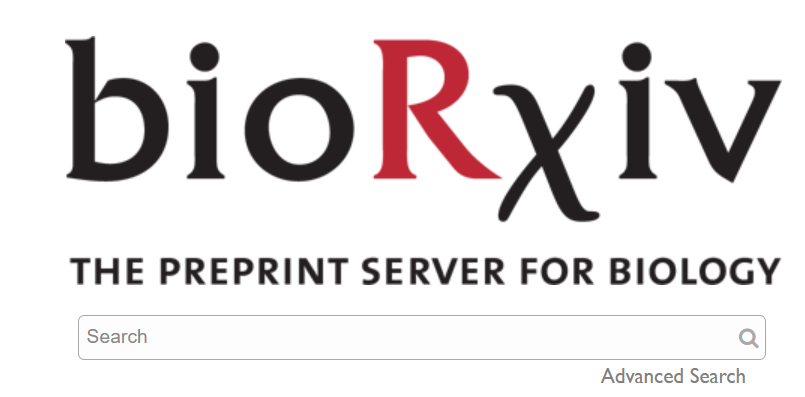 bioRχiv
THE PREPRINT SERVER FOR BIOLOGY
Search
Advanced Search